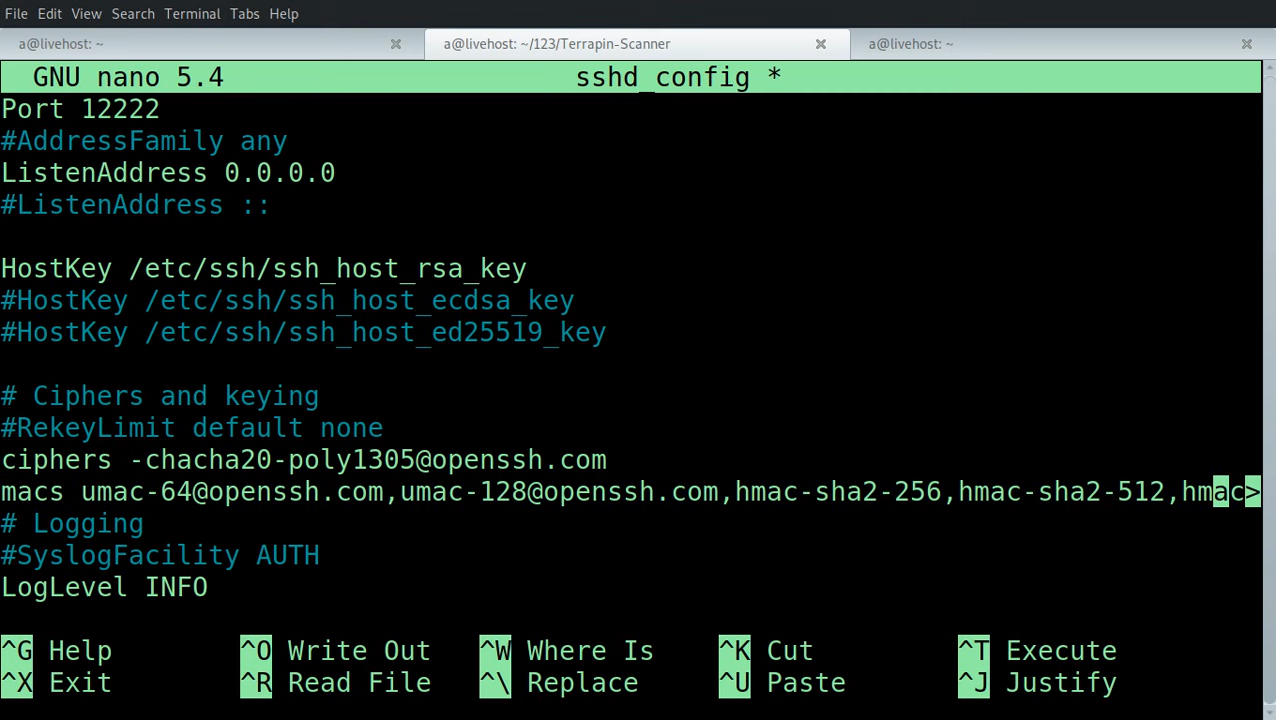 File Edit View Search Terminal Tabs Help
a@livehost: ~ a@livehost: ~/123/Terrapin-Scanner a@livehost: ~
GNU nano 5.4 sshd_config *
Port 12222
#AddressFamily any
ListenAddress 0.0.0.0
#ListenAddress ::
HostKey /etc/ssh/ssh_host_rsa_key
#HostKey /etc/ssh/ssh_host_ecdsa_key
#HostKey /etc/ssh/ssh_host_ed25519_key
# Ciphers and keying
#RekeyLimit default none
ciphers -chacha20-poly1305@openssh.com
macs umac-64@openssh.com,umac-128@openssh.com,hmac-sha2-256,hmac-sha2-512,hmac>
# Logging
#SyslogFacility AUTH
LogLevel INFO
^G Help ^O Write Out ^W Where Is ^K Cut ^T Execute
^X Exit ^R Read File ^\ Replace ^U Paste ^J Justify